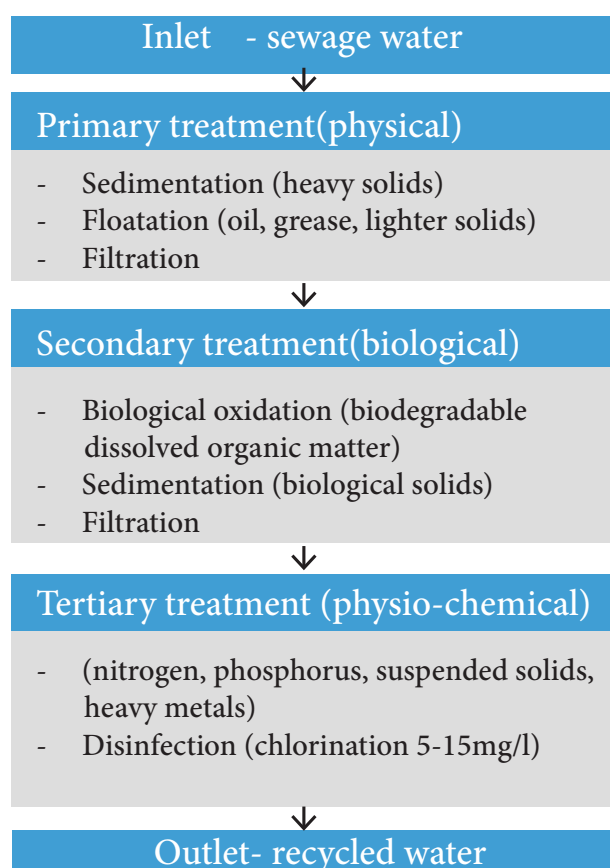 Inlet - sewage water
Primary treatment(physical)
- Sedimentation (heavy solids)
- Floatation (oil, grease, lighter solids)
- Filtration
Secondary treatment(biological)
- Biological oxidation (biodegradable
dissolved organic matter)
- Sedimentation (biological solids)
- Filtration
Tertiary treatment (physio-chemical)
- (nitrogen, phosphorus, suspended solids,
heavy metals)
- Disinfection (chlorination 5-15mg/l)
Outlet- recycled water